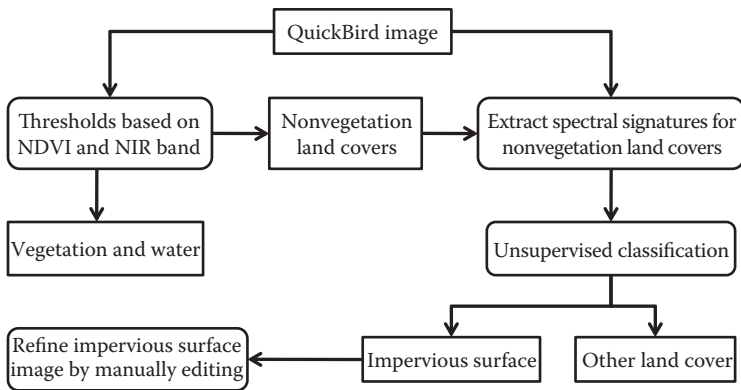 QuickBird image
Thresholds based on
NDVI and NIR band
Nonvegetation
land covers
Extract spectral signatures for
nonvegetation land covers
Vegetation and water
Unsupervised classification
Refine impervious surface
image by manually editing
Impervious surface
Other land cover